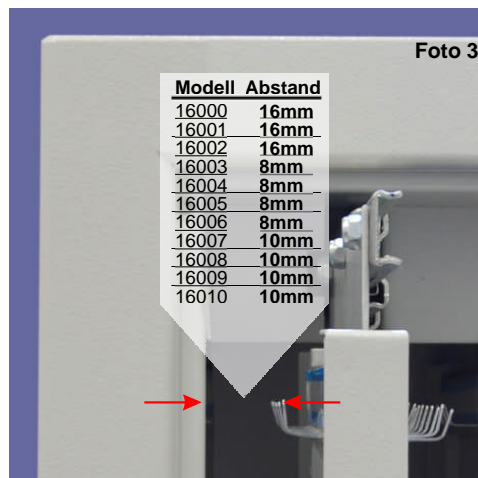 Foto 3
Modell Abstand
16000 16mm
16001 16mm
16002 16mm
16003 8mm
16004 8mm
16005 8mm
16006 8mm
16007 10mm
16008 10mm
16009 10mm
16010 10mm